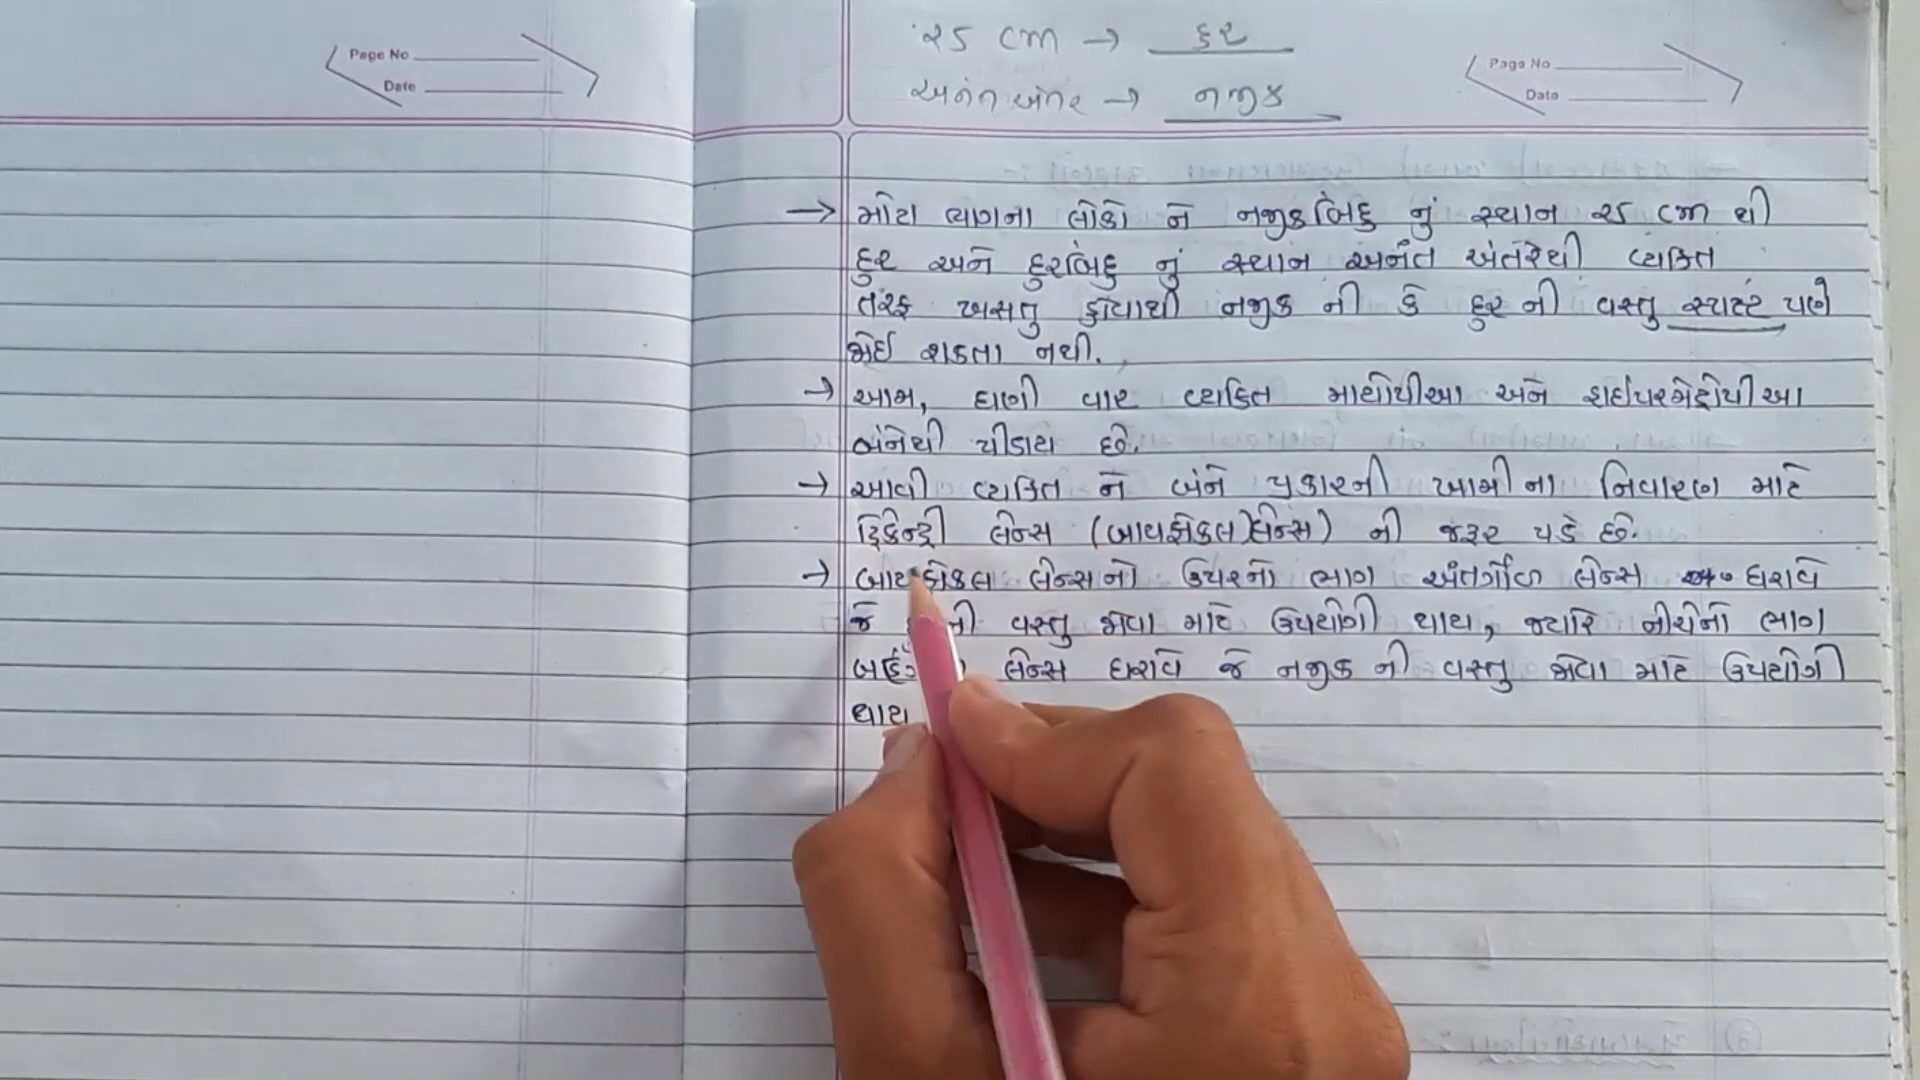 Page No
Date
૨૫ cm → દૂર
અનંત અંતર → નજીક
Page No
Date
→ મોટા ભાગના લોકો ને નજીકબિંદુ નું સ્થાન ૨૫ cm થી
દુર અને દુરબિંદુ નું સ્થાન અનંત અંતરેથી વ્યકિત
તરફ ખસતુ હોવાથી નજીક ની કે દુર ની વસ્તુ સ્પષ્ટ પણે
જોઈ શકતા નથી.
→ આમ, ઘણી વાર વ્યકિત માયોપીઆ અને હાઈપરમેટ્રોપીઆ
બંનેથી પીડાય છે.
→ આવી વ્યકિત ને બંને પ્રકારની ખામી ના નિવારણ માટે
દ્વિકેન્દ્રી લેન્સ (બાયફોકલ લેન્સ) ની જરૂર પડે છે.
→ બાયફોકલ લેન્સનો ઉપરનો ભાગ અંતર્ગોળ લેન્સ ધરાવે
જે ની વસ્તુ જોવા માટે ઉપયોગી થાય, જ્યારે નીચેનો ભાગ
લેન્સ ધરાવે જે નજીક ની વસ્તુ જોવા માટે ઉપયોગી
થાય